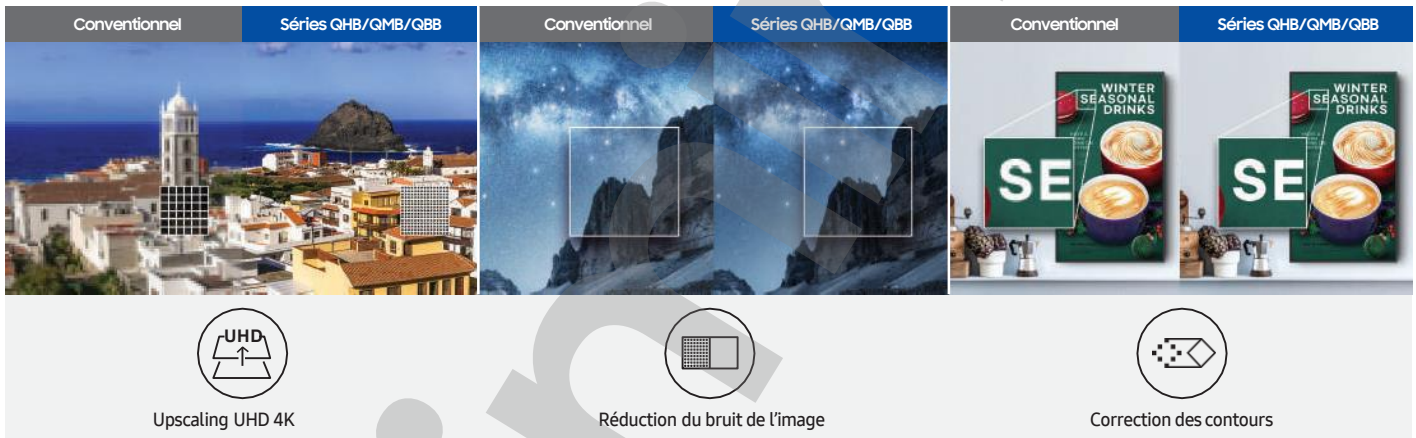 Conventionnel
Séries QHB/QMB/QBB
Conventionnel
Séries QHB/QMB/QBB
Conventionnel
Séries QHB/QMB/QBB
WINTER
SEASONAL
DRINKS
SE
WINTER
SEASONAL
DRINKS
SE
UHD
Upscaling UHD 4K
Réduction du bruit de l'image
Correction des contours